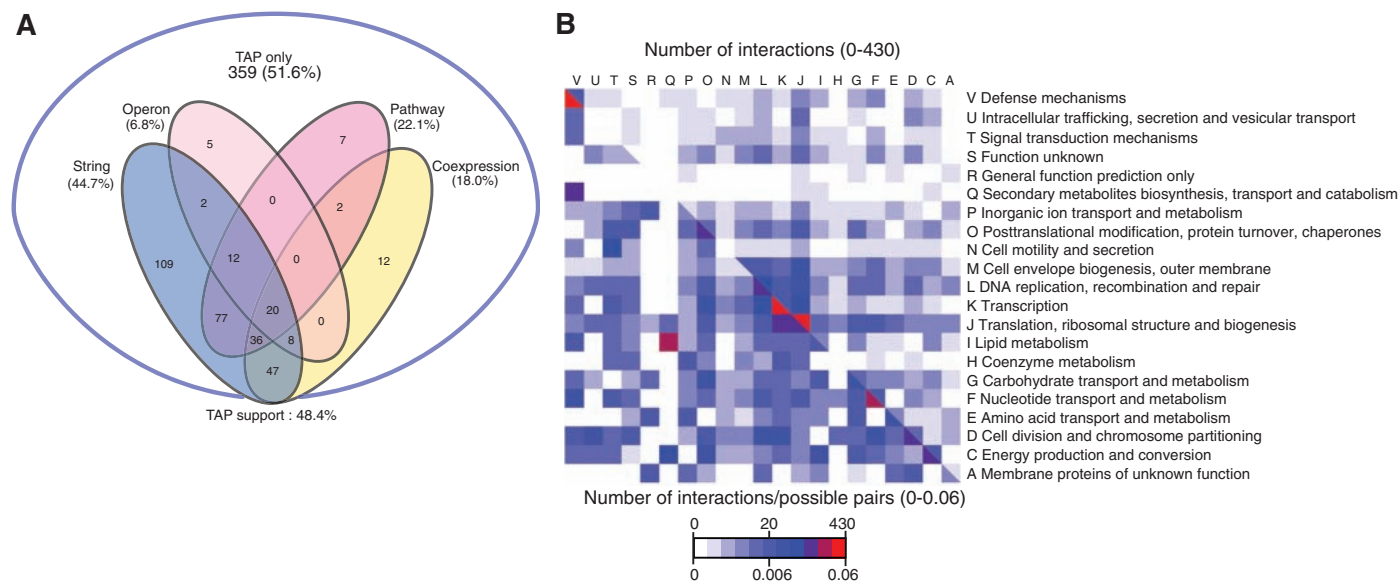 A
TAP only
359 (51.6%)
Operon
(6.8%)
Pathway
(22.1%)
String
(44.7%)
Coexpression
(18.0%)
5
7
2
0
2
109
12
0
12
77
20
0
36
8
47
TAP support : 48.4%
B
Number of interactions (0-430)
V U T S R Q P O N M L K J I H G F E D C A
V Defense mechanisms
U Intracellular trafficking, secretion and vesicular transport
T Signal transduction mechanisms
S Function unknown
R General function prediction only
Q Secondary metabolites biosynthesis, transport and catabolism
P Inorganic ion transport and metabolism
O Posttranslational modification, protein turnover, chaperones
N Cell motility and secretion
M Cell envelope biogenesis, outer membrane
L DNA replication, recombination and repair
K Transcription
J Translation, ribosomal structure and biogenesis
I Lipid metabolism
H Coenzyme metabolism
G Carbohydrate transport and metabolism
F Nucleotide transport and metabolism
E Amino acid transport and metabolism
D Cell division and chromosome partitioning
C Energy production and conversion
A Membrane proteins of unknown function
Number of interactions/possible pairs (0-0.06)
0 20 430
0 0.006 0.06